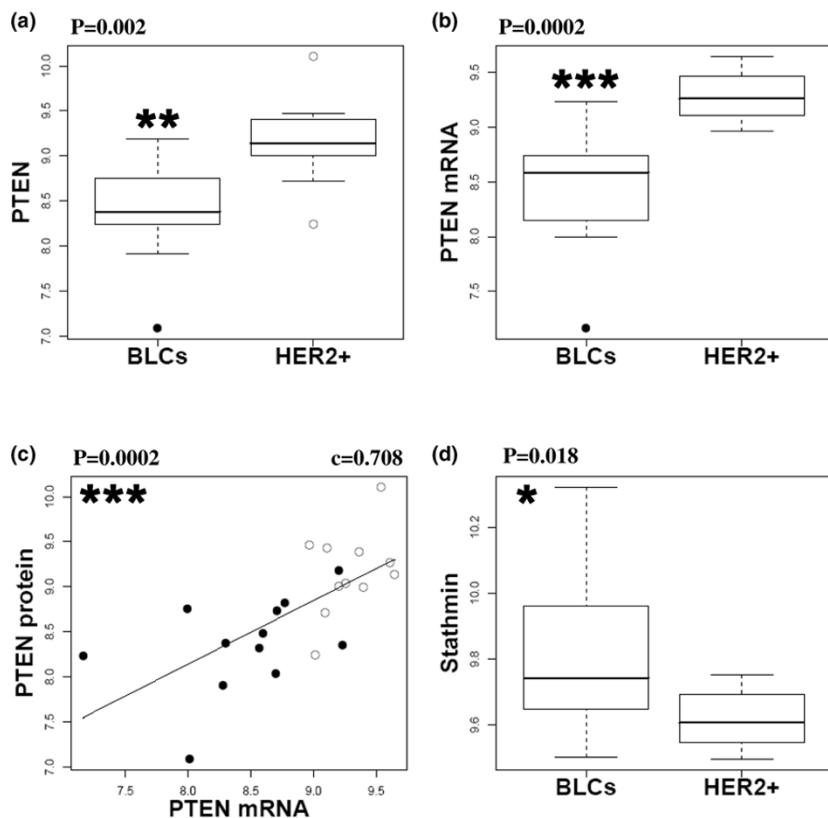 (a)
P=0.002
**
PTEN
10.0
9.5
9.0
8.5
8.0
7.5
7.0
BLCs HER2+
(b)
P=0.0002
***
PTEN mRNA
9.5
9.0
8.5
8.0
7.5
BLCs HER2+
(c)
P=0.0002 c=0.708
***
PTEN protein
10.0
9.5
9.0
8.5
8.0
7.5
7.0
7.5 8.0 8.5 9.0 9.5
PTEN mRNA
(d)
P=0.018
*
Stathmin
10.2
10.0
9.8
9.6
BLCs HER2+